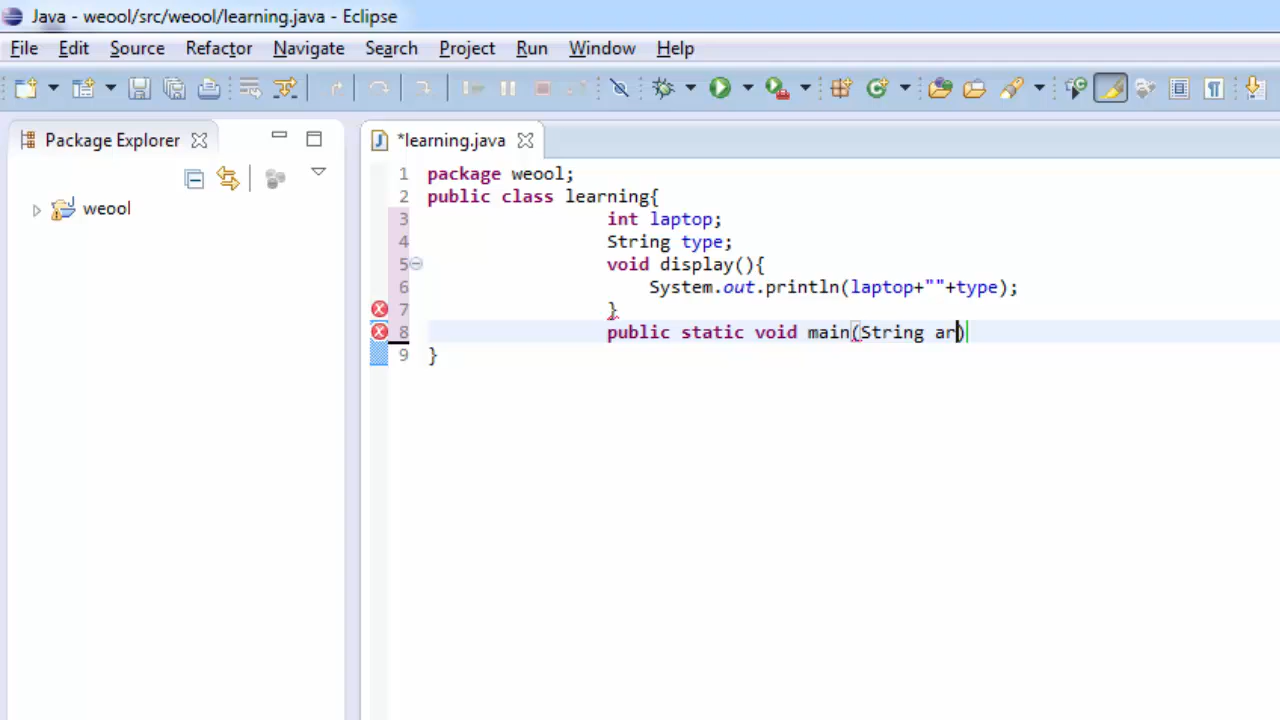 Java - weool/src/weool/learning.java - Eclipse
File Edit Source Refactor Navigate Search Project Run Window Help
Package Explorer
*learning.java
weool
1 package weool;
2 public class learning{
3 int laptop;
4 String type;
5 void display(){
6 System.out.println(laptop+""+type);
7 }
8 public static void main(String ar)
9 }